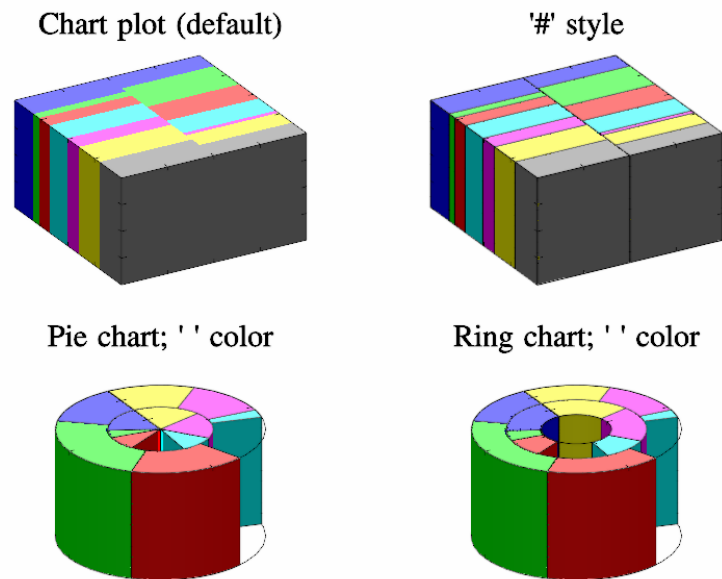 Chart plot (default)
'#' style
Pie chart; ' ' color
Ring chart; ' ' color